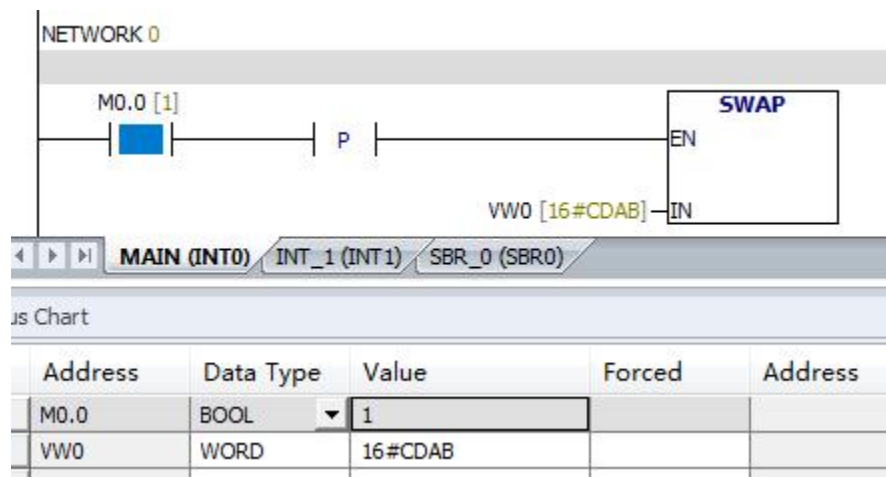 NETWORK 0
M0.0 [1]
SWAP
P
EN
VW0 [16#CDAB]
IN
MAIN (INT0) INT_1 (INT1) SBR_0 (SBR0)
us Chart
Address Data Type Value Forced Address
M0.0 BOOL 1
VW0 WORD 16#CDAB